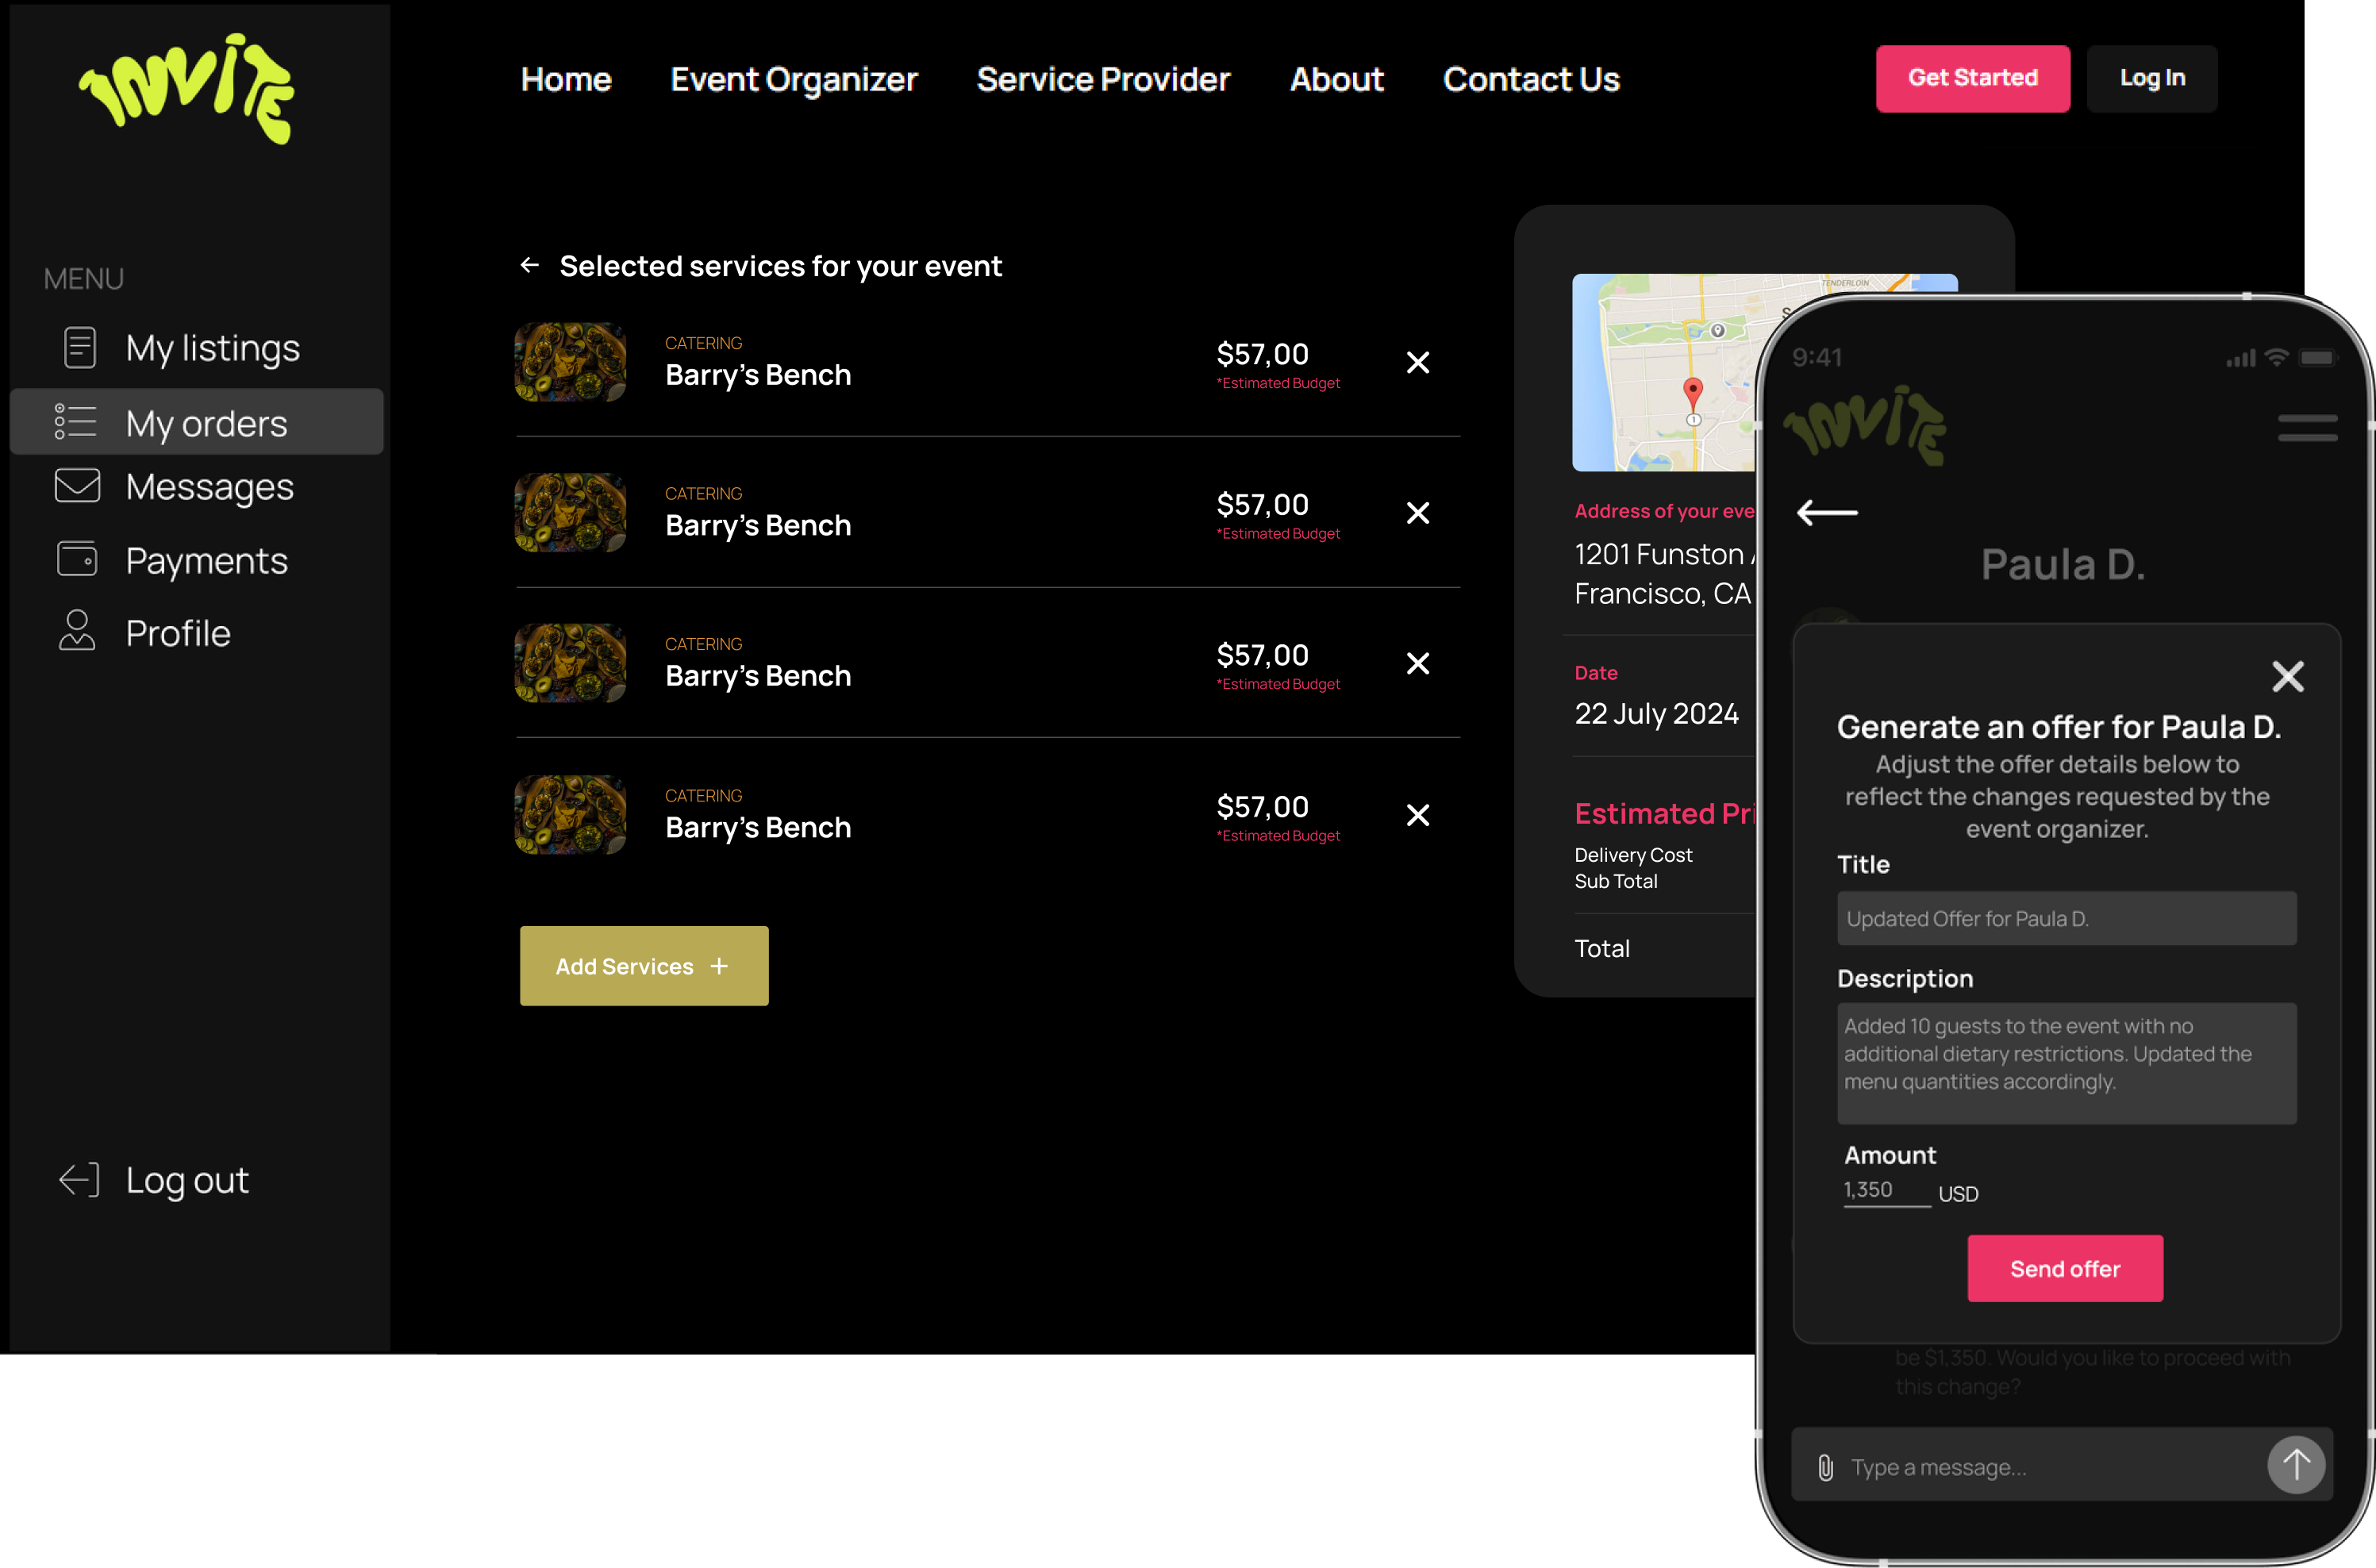 INVITE
Home Event Organizer Service Provider About Contact Us Get Started Log In
MENU
My listings
My orders
Messages
Payments
Profile
Log out
Selected services for your event
CATERING
Barry's Bench
$57,00
*Estimated Budget
CATERING
Barry's Bench
$57,00
*Estimated Budget
CATERING
Barry's Bench
$57,00
*Estimated Budget
CATERING
Barry's Bench
$57,00
*Estimated Budget
Add Services +
TENDERLOIN
1
Address of your eve
1201 Funston
Francisco, CA
Date
22 July 2024
Estimated Pri
Delivery Cost
Sub Total
Total
9:41
INVITE
Paula D.
Generate an offer for Paula D.
Adjust the offer details below to
reflect the changes requested by the
event organizer.
Title
Updated Offer for Paula D.
Description
Added 10 guests to the event with no
additional dietary restrictions. Updated the
menu quantities accordingly.
Amount
1,350 USD
Send offer
be $1,350. Would you like to proceed with
this change?
Type a message...